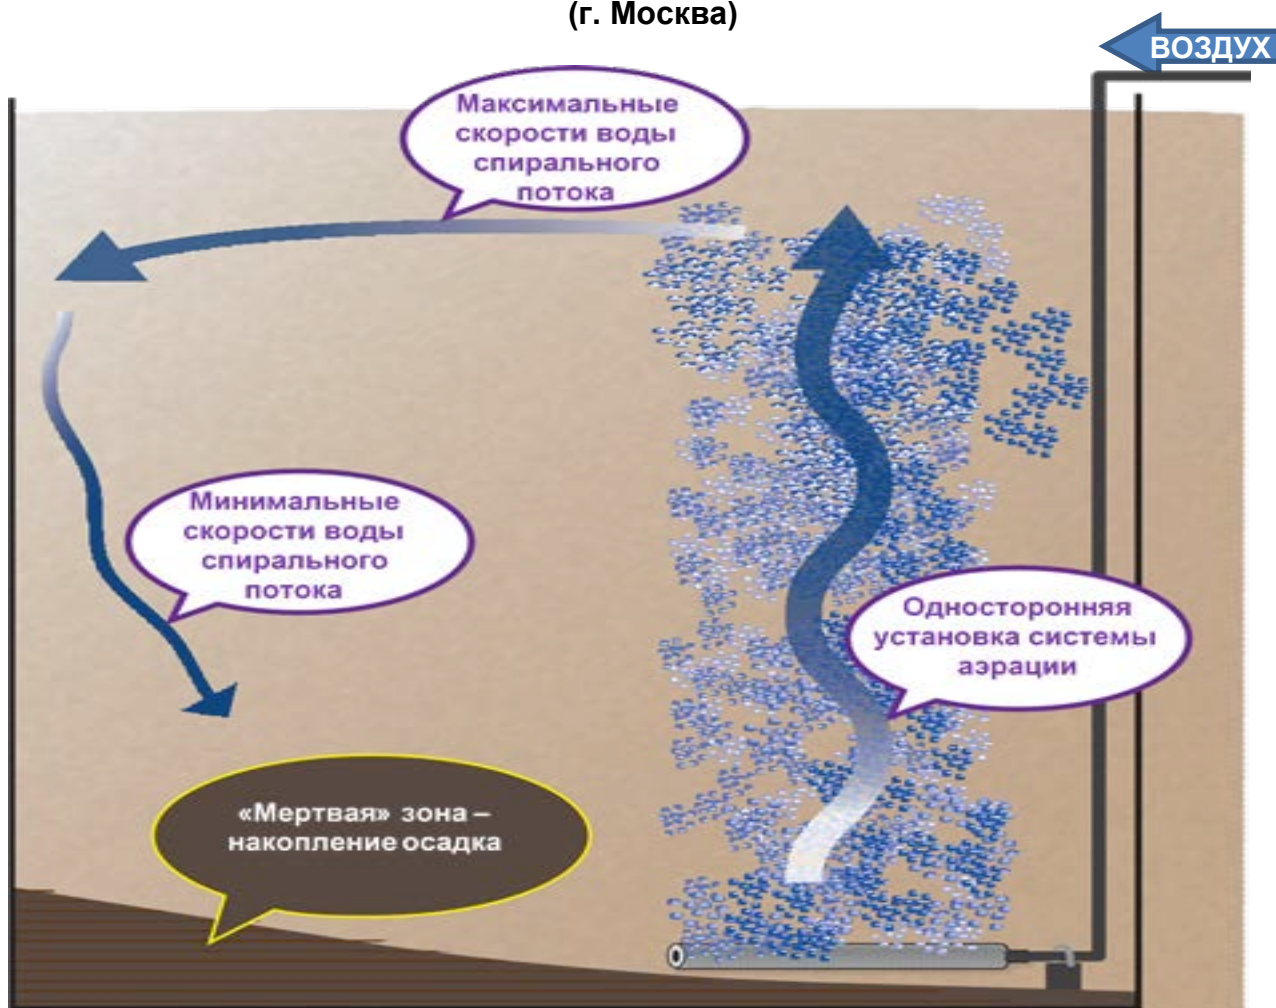 (г. Москва)
ВОЗДУХ
Максимальные
скорости воды
спирального
потока
Минимальные
скорости воды
спирального
потока
Односторонняя
установка системы
аэрации
«Мертвая» зона –
накопление осадка